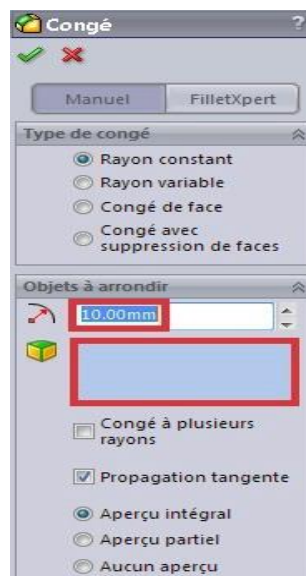 Congé ?
Manuel FilletXpert
Type de congé
Rayon constant
Rayon variable
Congé de face
Congé avec
suppression de faces
Objets à arrondir
10.00mm
Congé à plusieurs
rayons
Propagation tangente
Aperçu intégral
Aperçu partiel
Aucun aperçu